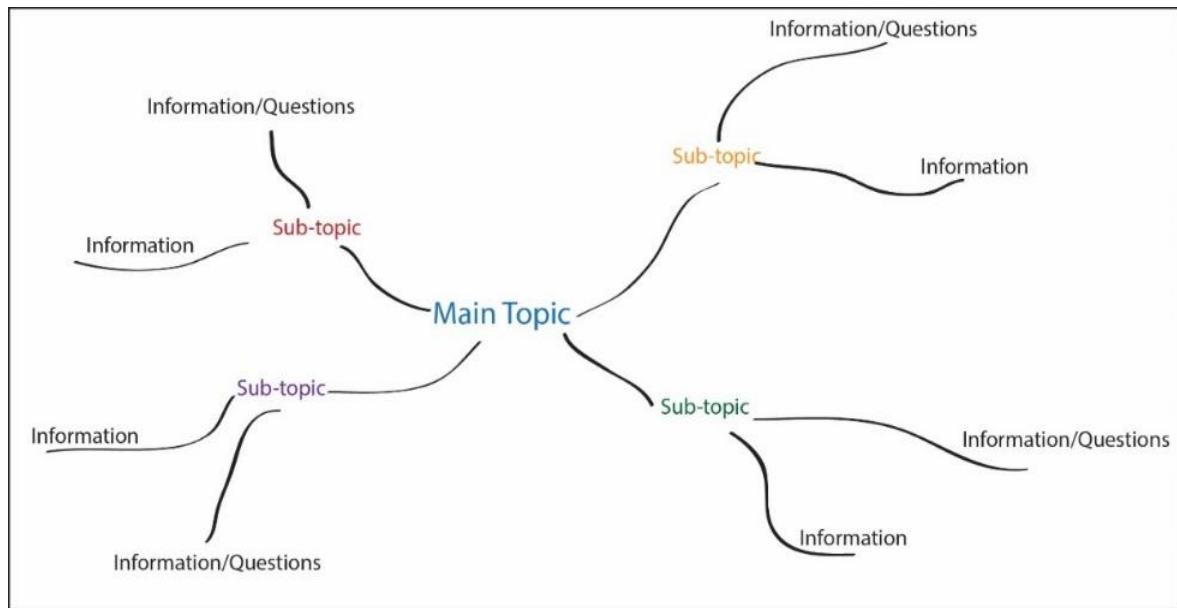 Information/Questions
Information/Questions
Sub-topic
Information
Sub-topic
Information
Main Topic
Sub-topic
Sub-topic
Information
Information/Questions
Information
Information/Questions